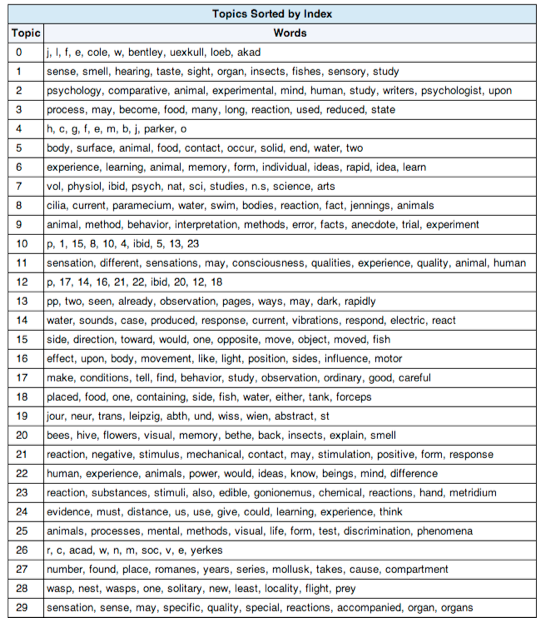 Topics Sorted by Index
Topic Words
0 j, l, f, e, cole, w, bentley, uexkull, loeb, akad
1 sense, smell, hearing, taste, sight, organ, insects, fishes, sensory, study
2 psychology, comparative, animal, experimental, mind, human, study, writers, psychologist, upon
3 process, may, become, food, many, long, reaction, used, reduced, state
4 h, c, g, f, e, m, b, j, parker, o
5 body, surface, animal, food, contact, occur, solid, end, water, two
6 experience, learning, animal, memory, form, individual, ideas, rapid, idea, learn
7 vol, physiol, ibid, psych, nat, sci, studies, n.s, science, arts
8 cilia, current, paramecium, water, swim, bodies, reaction, fact, jennings, animals
9 animal, method, behavior, interpretation, methods, error, facts, anecdote, trial, experiment
10 p, 1, 15, 8, 10, 4, ibid, 5, 13, 23
11 sensation, different, sensations, may, consciousness, qualities, experience, quality, animal, human
12 p, 17, 14, 16, 21, 22, ibid, 20, 12, 18
13 pp, two, seen, already, observation, pages, ways, may, dark, rapidly
14 water, sounds, case, produced, response, current, vibrations, respond, electric, react
15 side, direction, toward, would, one, opposite, move, object, moved, fish
16 effect, upon, body, movement, like, light, position, sides, influence, motor
17 make, conditions, tell, find, behavior, study, observation, ordinary, good, careful
18 placed, food, one, containing, side, fish, water, either, tank, forceps
19 jour, neur, trans, leipzig, abth, und, wiss, wien, abstract, st
20 bees, hive, flowers, visual, memory, bethe, back, insects, explain, smell
21 reaction, negative, stimulus, mechanical, contact, may, stimulation, positive, form, response
22 human, experience, animals, power, would, ideas, know, beings, mind, difference
23 reaction, substances, stimuli, also, edible, gonionemus, chemical, reactions, hand, metridium
24 evidence, must, distance, us, use, give, could, learning, experience, think
25 animals, processes, mental, methods, visual, life, form, test, discrimination, phenomena
26 r, c, acad, w, n, m, soc, v, e, yerkes
27 number, found, place, romanes, years, series, mollusk, takes, cause, compartment
28 wasp, nest, wasps, one, solitary, new, least, locality, flight, prey
29 sensation, sense, may, specific, quality, special, reactions, accompanied, organ, organs